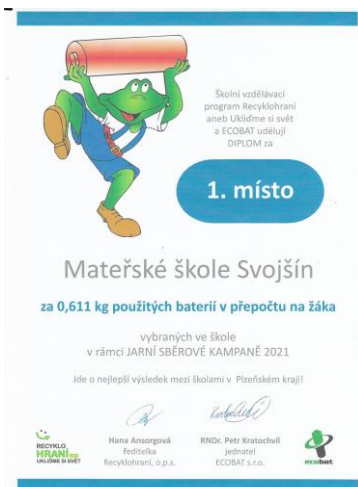 Školní vzdělávací
program Recyklohraní
aneb Ukliďme si svět
a ECOBAT udělují
DIPLOM za
1. místo
Mateřské škole Svojšín
za 0,611 kg použitých baterií v přepočtu na žáka
vybraných ve škole
v rámci JARNÍ SBĚROVÉ KAMPANĚ 2021
Jde o nejlepší výsledek mezi školami v Plzeňském kraji!
Hana Ansorgová
ředitelka
Recyklohraní, o.p.s.
RNDr. Petr Kratochvíl
jednatel
ECOBAT s.r.o.
RECYKLO
HRANÍ
UKLIĎME SI SVĚT
ecobat